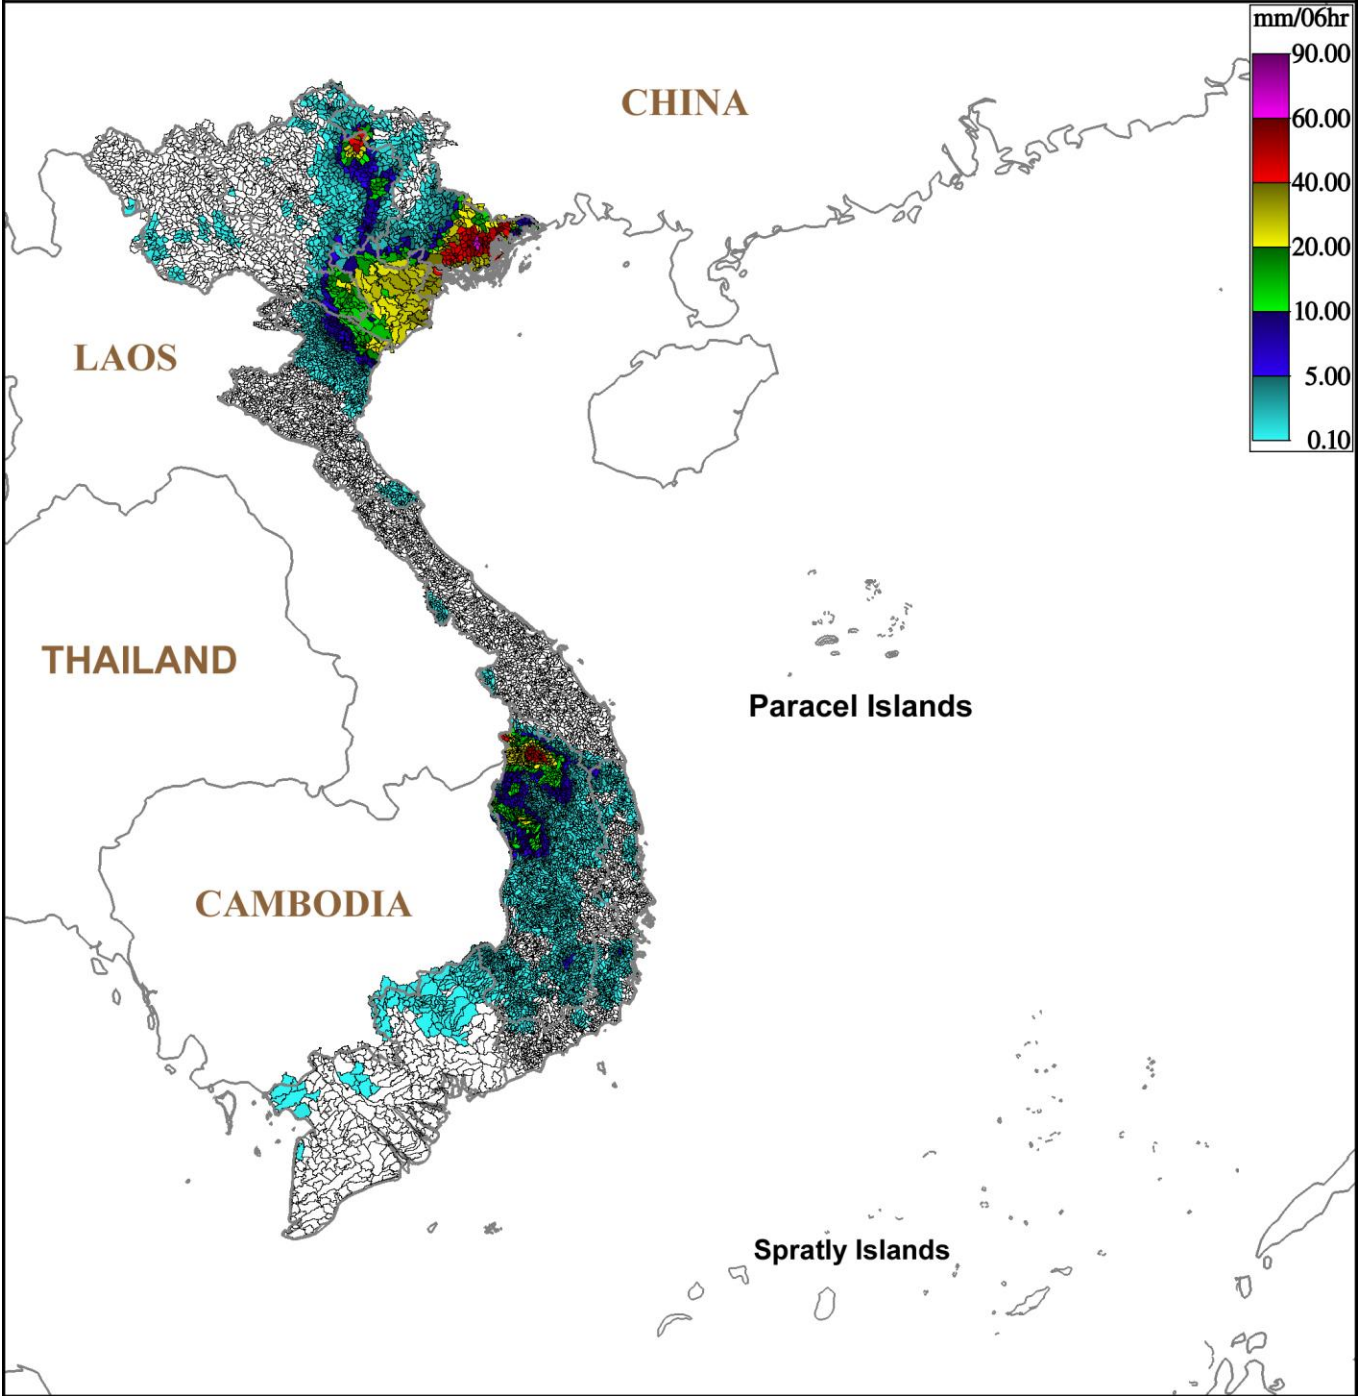 mm/06hr
90.00
CHINA
60.00
40.00
20.00
10.00
LAOS
5.00
0.10
THAILAND
Paracel Islands
CAMBODIA
Spratly Islands